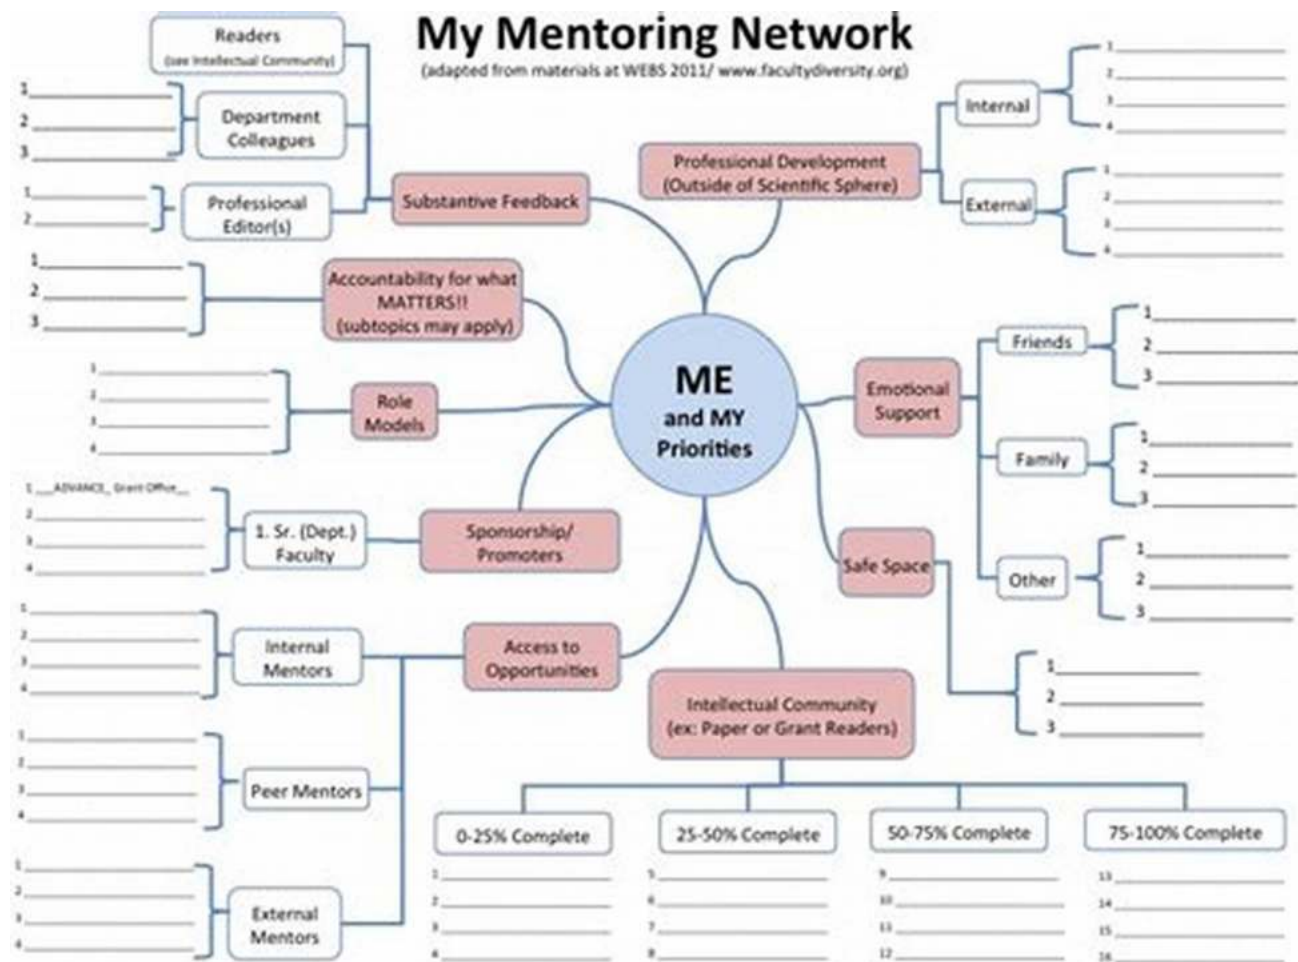 My Mentoring Network
(adapted from materials at WEBS 2011/ www.facultydiversity.org)
Readers
(see Intellectual Community)
Department
Colleagues
1
2
3
Professional
Editor(s)
1
2
Substantive Feedback
Professional Development
(Outside of Scientific Sphere)
Internal
1
2
3
4
External
1
2
3
4
Accountability for what
MATTERS!!
(subtopics may apply)
1
2
3
Role
Models
1
2
3
4
ME
and MY
Priorities
Emotional
Support
Friends
1
2
3
Family
1
2
3
Other
1
2
3
Sponsorship/
Promoters
1. Sr. (Dept.)
Faculty
1 ADVANCE, Grant Office
2
3
4
Safe Space
1
2
3
Access to
Opportunities
Internal
Mentors
1
2
3
4
Peer Mentors
1
2
3
4
External
Mentors
1
2
3
4
Intellectual Community
(ex: Paper or Grant Readers)
0-25% Complete
1
2
3
4
25-50% Complete
5
6
7
8
50-75% Complete
9
10
11
12
75-100% Complete
13
14
15
16